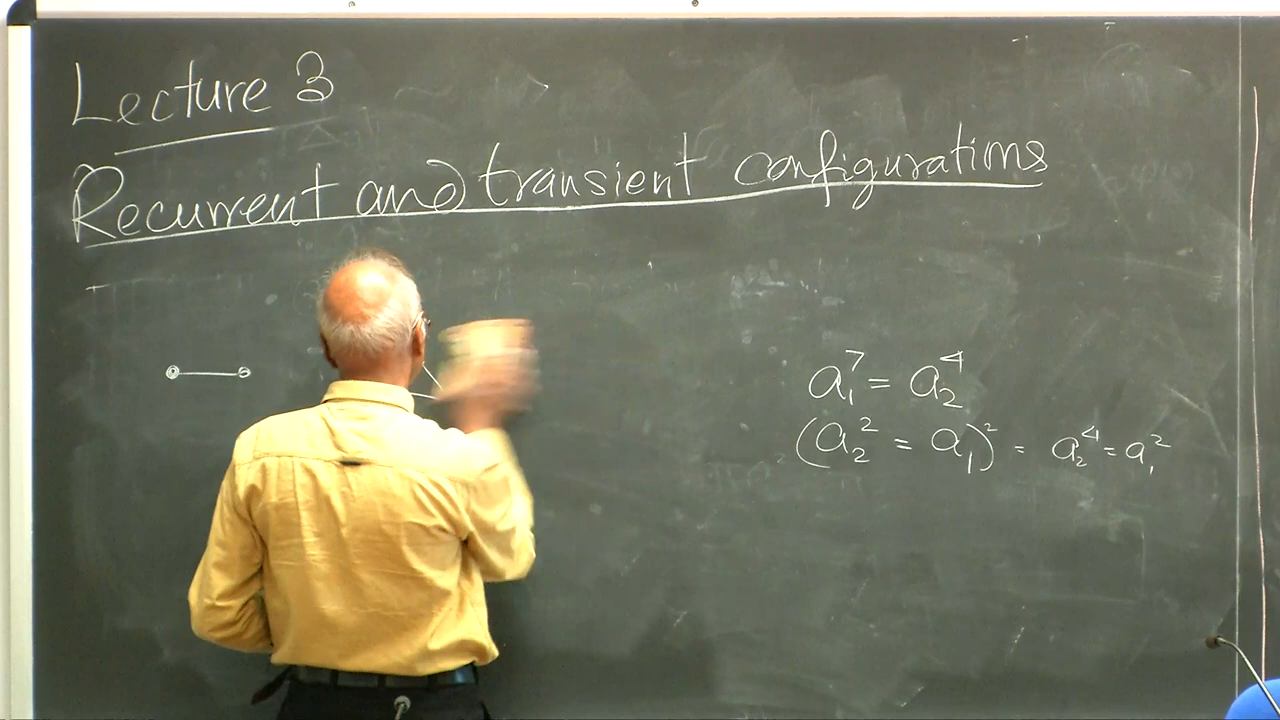 Lecture 3
Recurrent and transient configurations
a₁⁷ = a₂⁴
(a₂² = a₁)² = a₂⁴ = a₁²